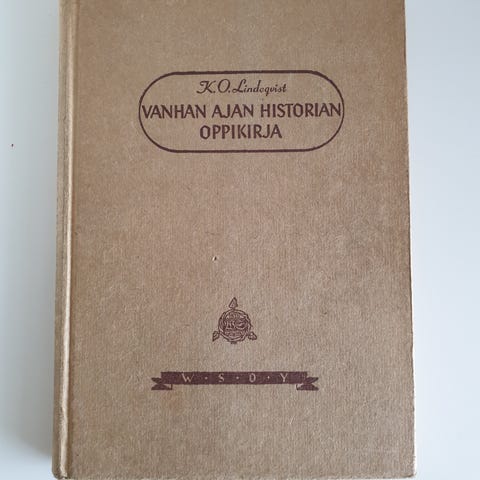 K. O. Lindeqvist
VANHAN AJAN HISTORIAN
OPPIKIRJA
W · S · O · Y